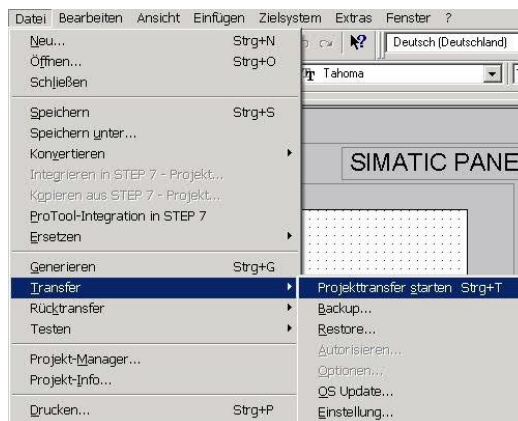 Datei Bearbeiten Ansicht Einfügen Zielsystem Extras Fenster ?
Neu... Strg+N
Deutsch (Deutschland)
Öffnen... Strg+O
Tahoma
Schließen
Speichern Strg+S
Speichern unter...
Konvertieren
SIMATIC PANE
Integrieren in STEP 7 - Projekt...
Kopieren aus STEP 7 - Projekt...
ProTool-Integration in STEP 7
Ersetzen
Generieren Strg+G
Transfer
Projekttransfer starten Strg+T
Rücktransfer
Backup...
Testen
Restore...
Autorisieren...
Projekt-Manager...
Optionen...
Projekt-Info...
OS Update...
Drucken... Strg+P
Einstellung...